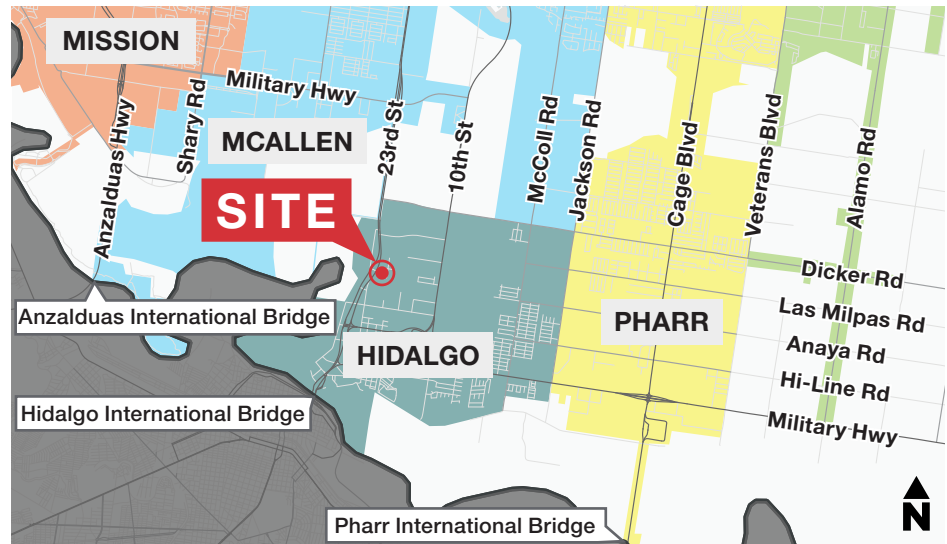 MISSION
Military Hwy
MCALLEN
Anzalduas Hwy
Shary Rd
23rd St
10th St
McColl Rd
Jackson Rd
Cage Blvd
Veterans Blvd
Alamo Rd
SITE
Dicker Rd
Las Milpas Rd
Anaya Rd
Hi-Line Rd
Military Hwy
Anzalduas International Bridge
PHARR
HIDALGO
Hidalgo International Bridge
Pharr International Bridge
N